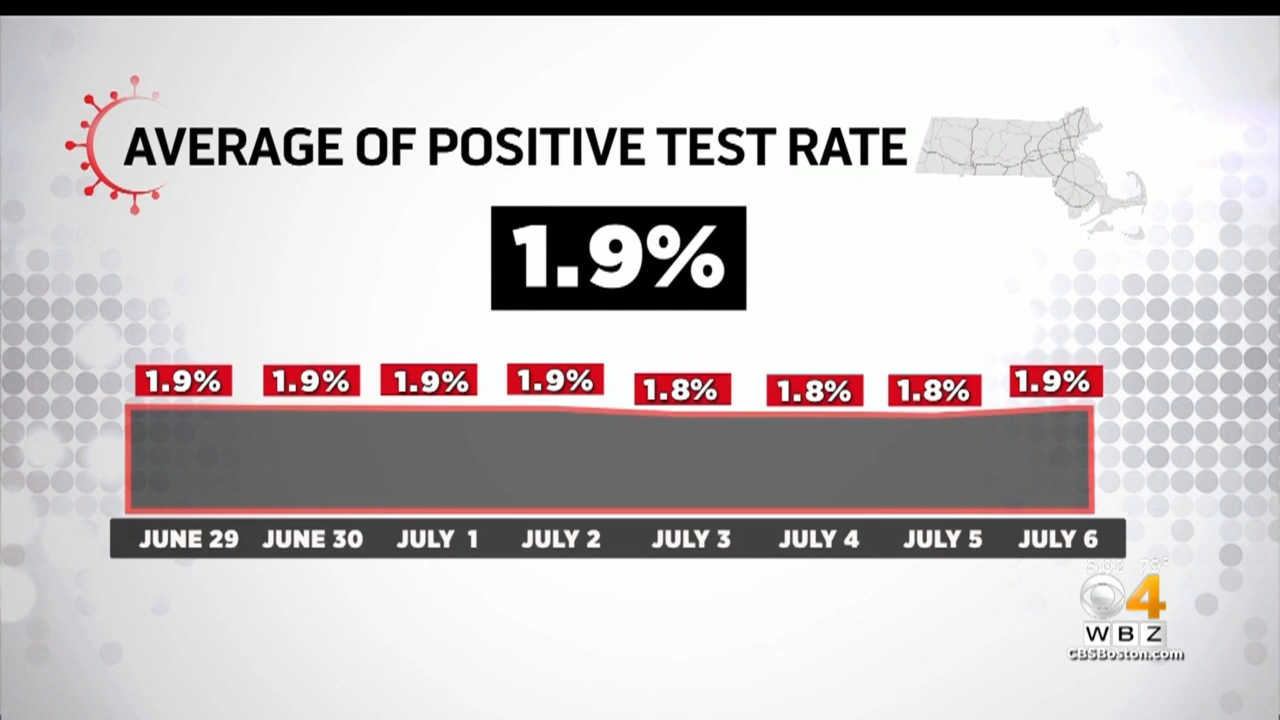 AVERAGE OF POSITIVE TEST RATE
1.9%
1.9% 1.9% 1.9% 1.9% 1.8% 1.8% 1.8% 1.9%
JUNE 29 JUNE 30 JULY 1 JULY 2 JULY 3 JULY 4 JULY 5 JULY 6
4
WBZ
CBSBoston.com